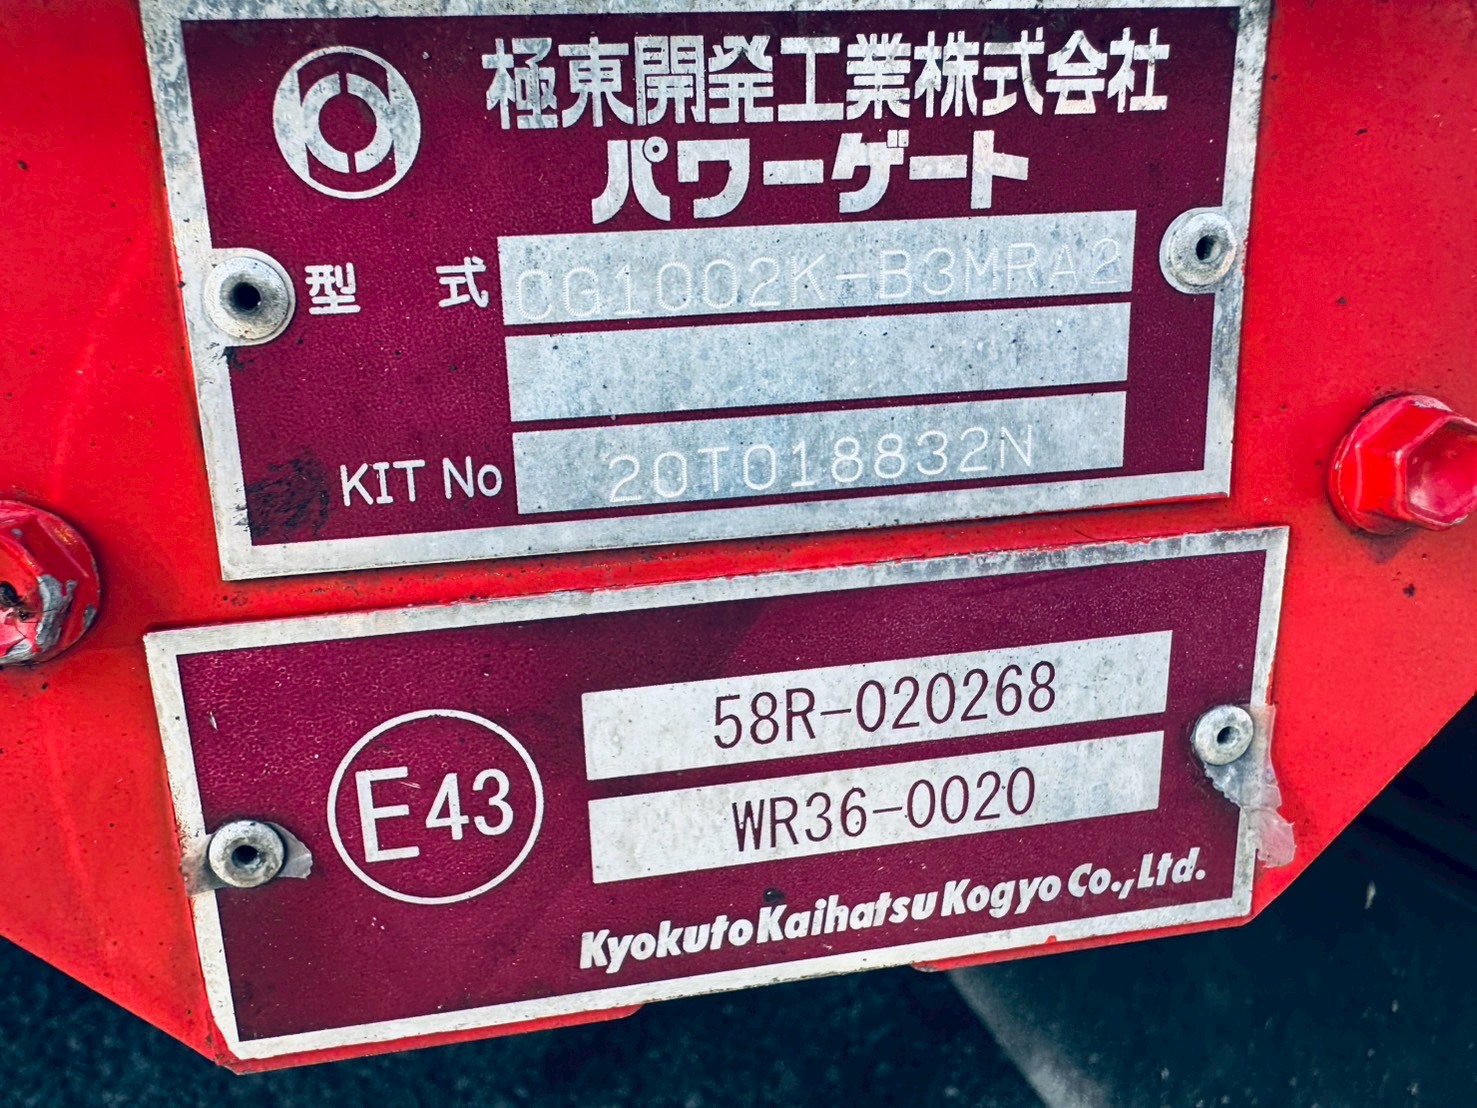 極東開発工業株式会社
パワーゲート
型 式 CG1002K-B3MRA2
KIT No 20T018832N
E43
58R-020268
WR36-0020
Kyokuto Kaihatsu Kogyo Co., Ltd.